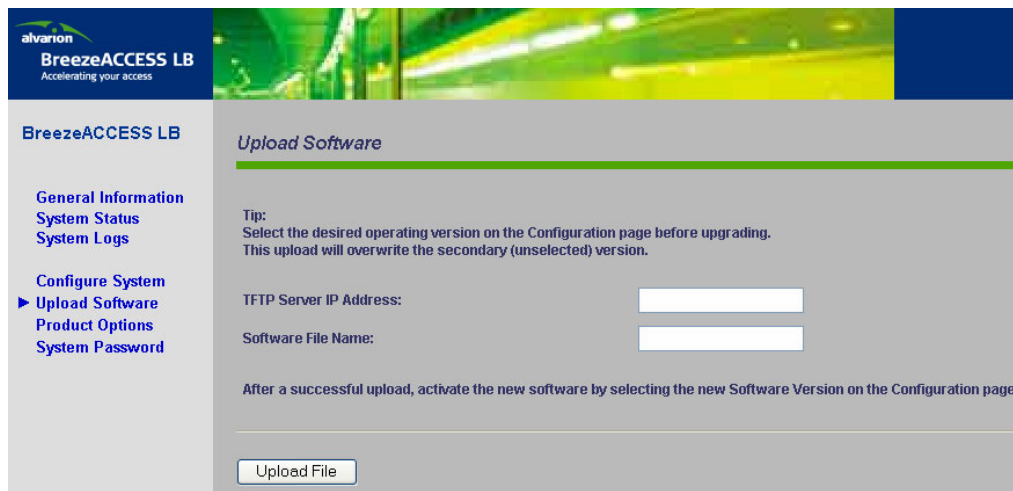 alvarion
BreezeACCESS LB
Accelerating your access
BreezeACCESS LB
General Information
System Status
System Logs
Configure System
Upload Software
Product Options
System Password
Upload Software
Tip:
Select the desired operating version on the Configuration page before upgrading.
This upload will overwrite the secondary (unselected) version.
TFTP Server IP Address:
Software File Name:
After a successful upload, activate the new software by selecting the new Software Version on the Configuration page
Upload File